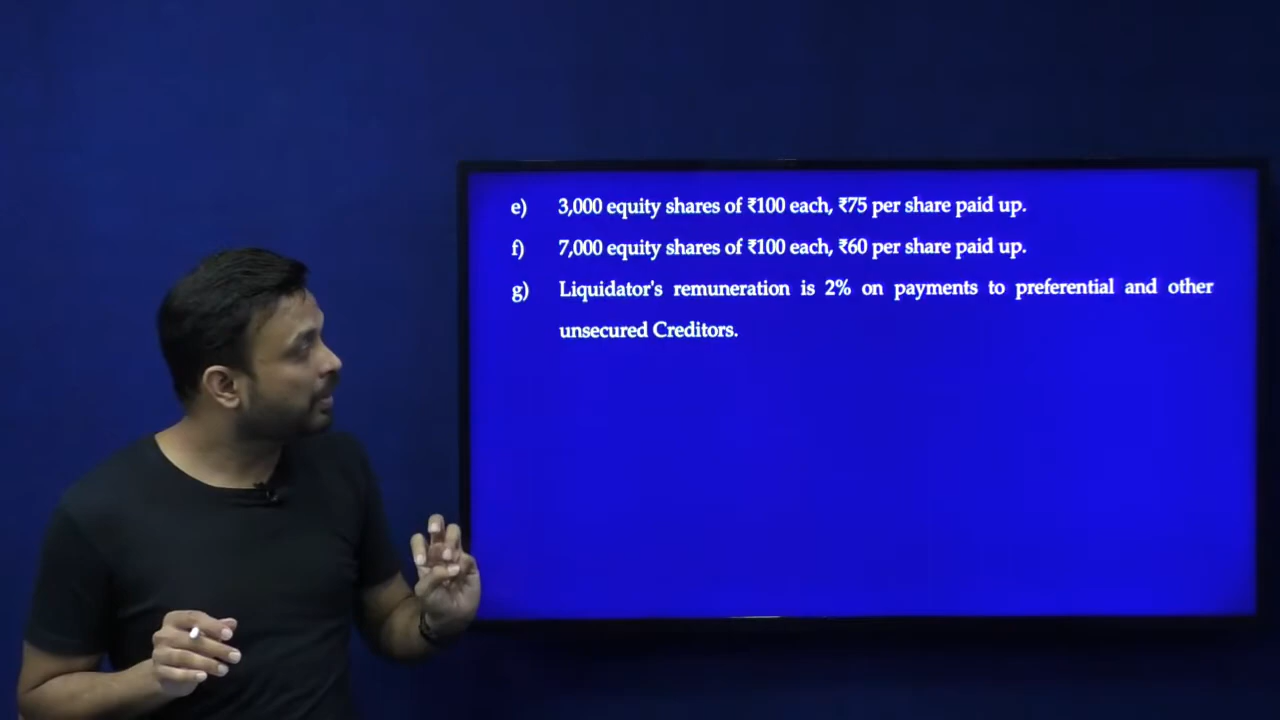 e) 3,000 equity shares of ₹100 each, ₹75 per share paid up.
f) 7,000 equity shares of ₹100 each, ₹60 per share paid up.
g) Liquidator's remuneration is 2% on payments to preferential and other
unsecured Creditors.